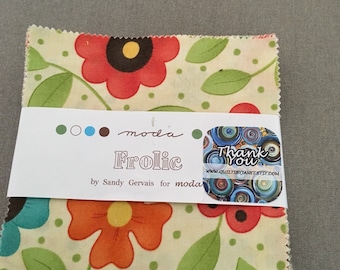 moda
Frolic
by Sandy Gervais for moda
Thank
You